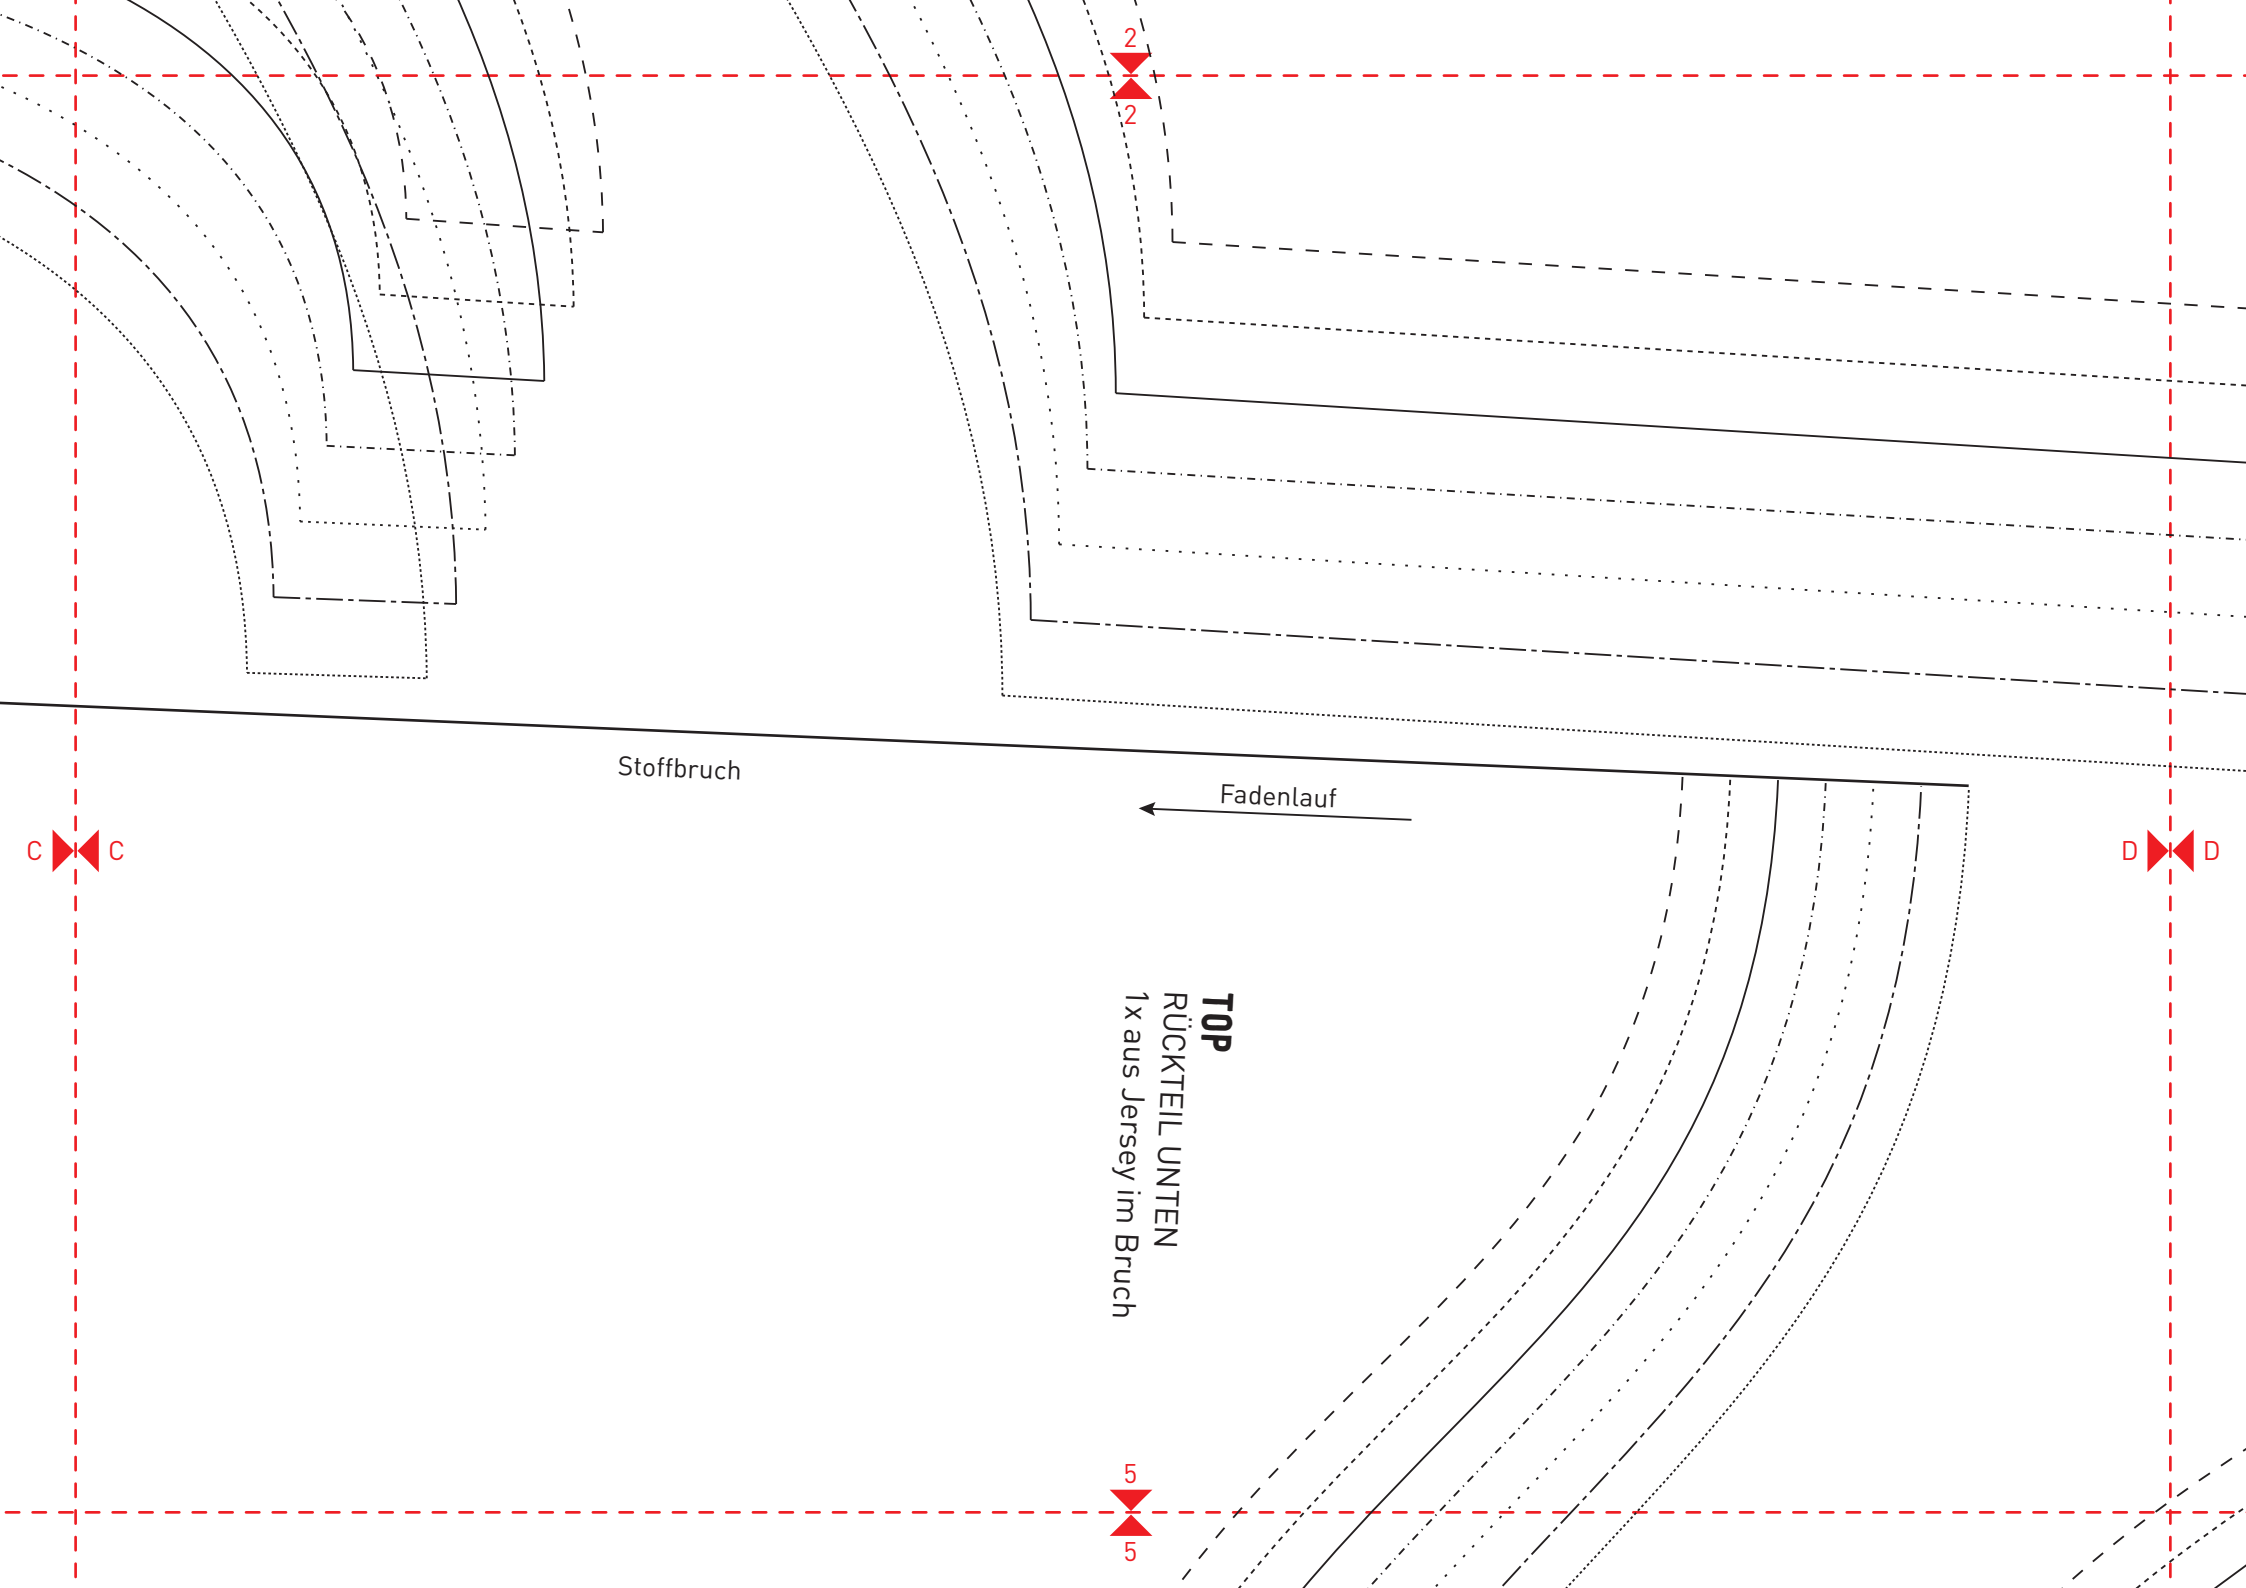 2
2
Stoffbruch
Fadenlauf
C C
D D
TOP
RÜCKTEIL UNTEN
1x aus Jersey im Bruch
5
5